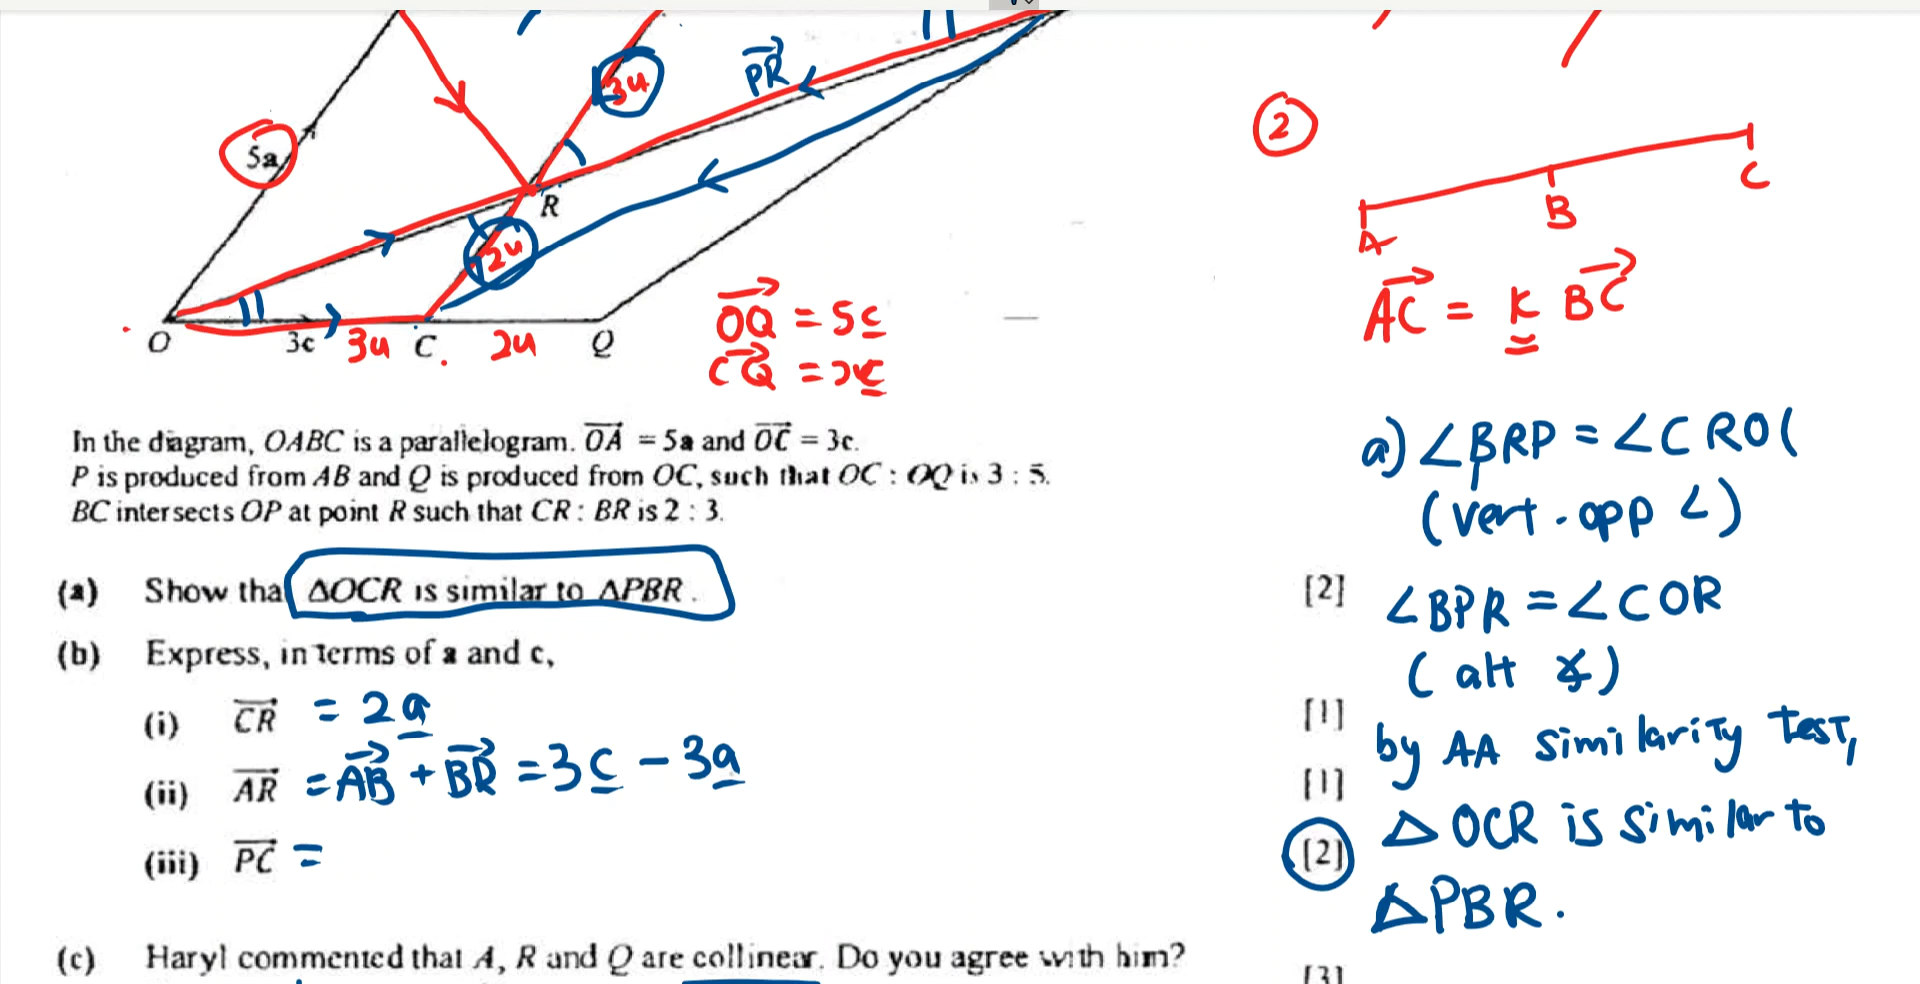 3u
PR
5a
R
2u
O
3c
3u
C
2u
Q
OQ = 5c
CQ = 2c
2
A
B
C
AC = k BC
In the diagram, OABC is a parallelogram. OA = 5a and OC = 3c.
P is produced from AB and Q is produced from OC, such that OC : OQ is 3 : 5.
BC intersects OP at point R such that CR : BR is 2 : 3.
(a) Show tha ΔOCR is similar to ΔPBR. [2]
(b) Express, in terms of a and c,
(i) CR = 2a [1]
(ii) AR = AB + BR = 3c - 3a [1]
(iii) PC = [2]
(c) Haryl commented that A, R and Q are collinear. Do you agree with him? [3]
a) ∠BRP = ∠CRO (
(vert. opp ∠)
∠BPR = ∠COR
(alt ∡)
by AA similarity test,
Δ OCR is similar to
ΔPBR.